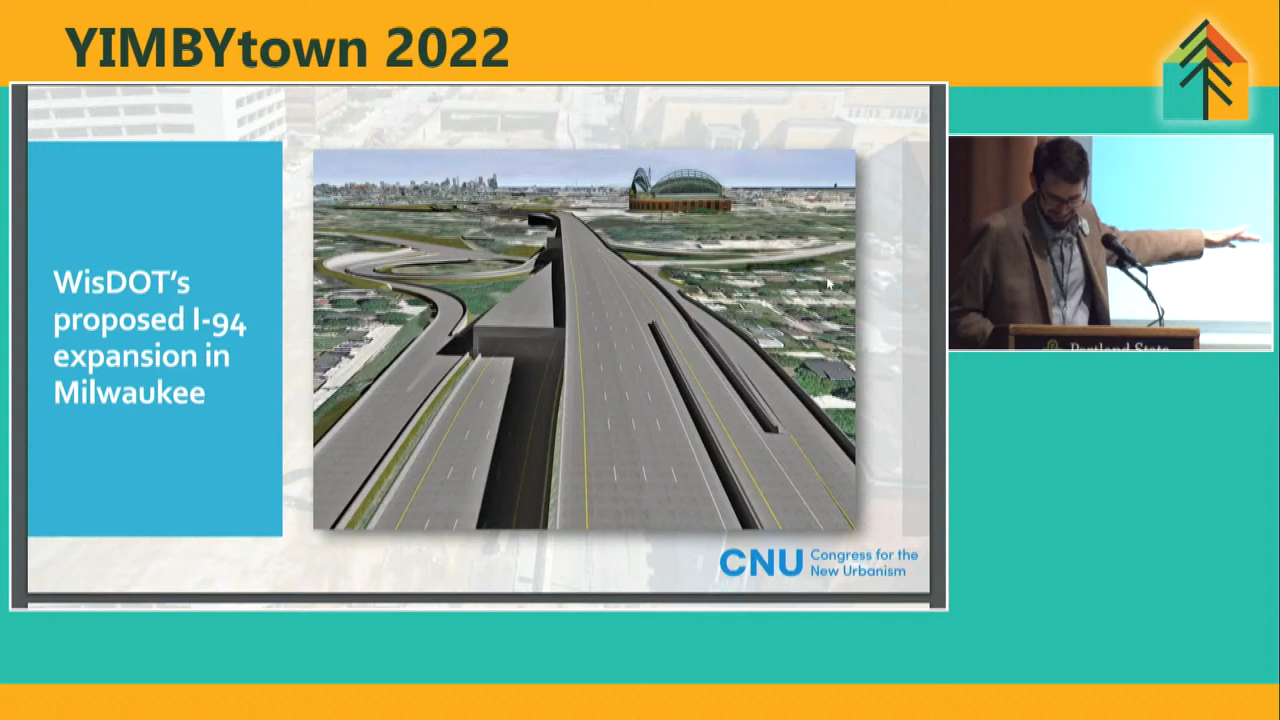 YIMBYtown 2022
WisDOT's
proposed I-94
expansion in
Milwaukee
CNU Congress for the
New Urbanism
Portland State